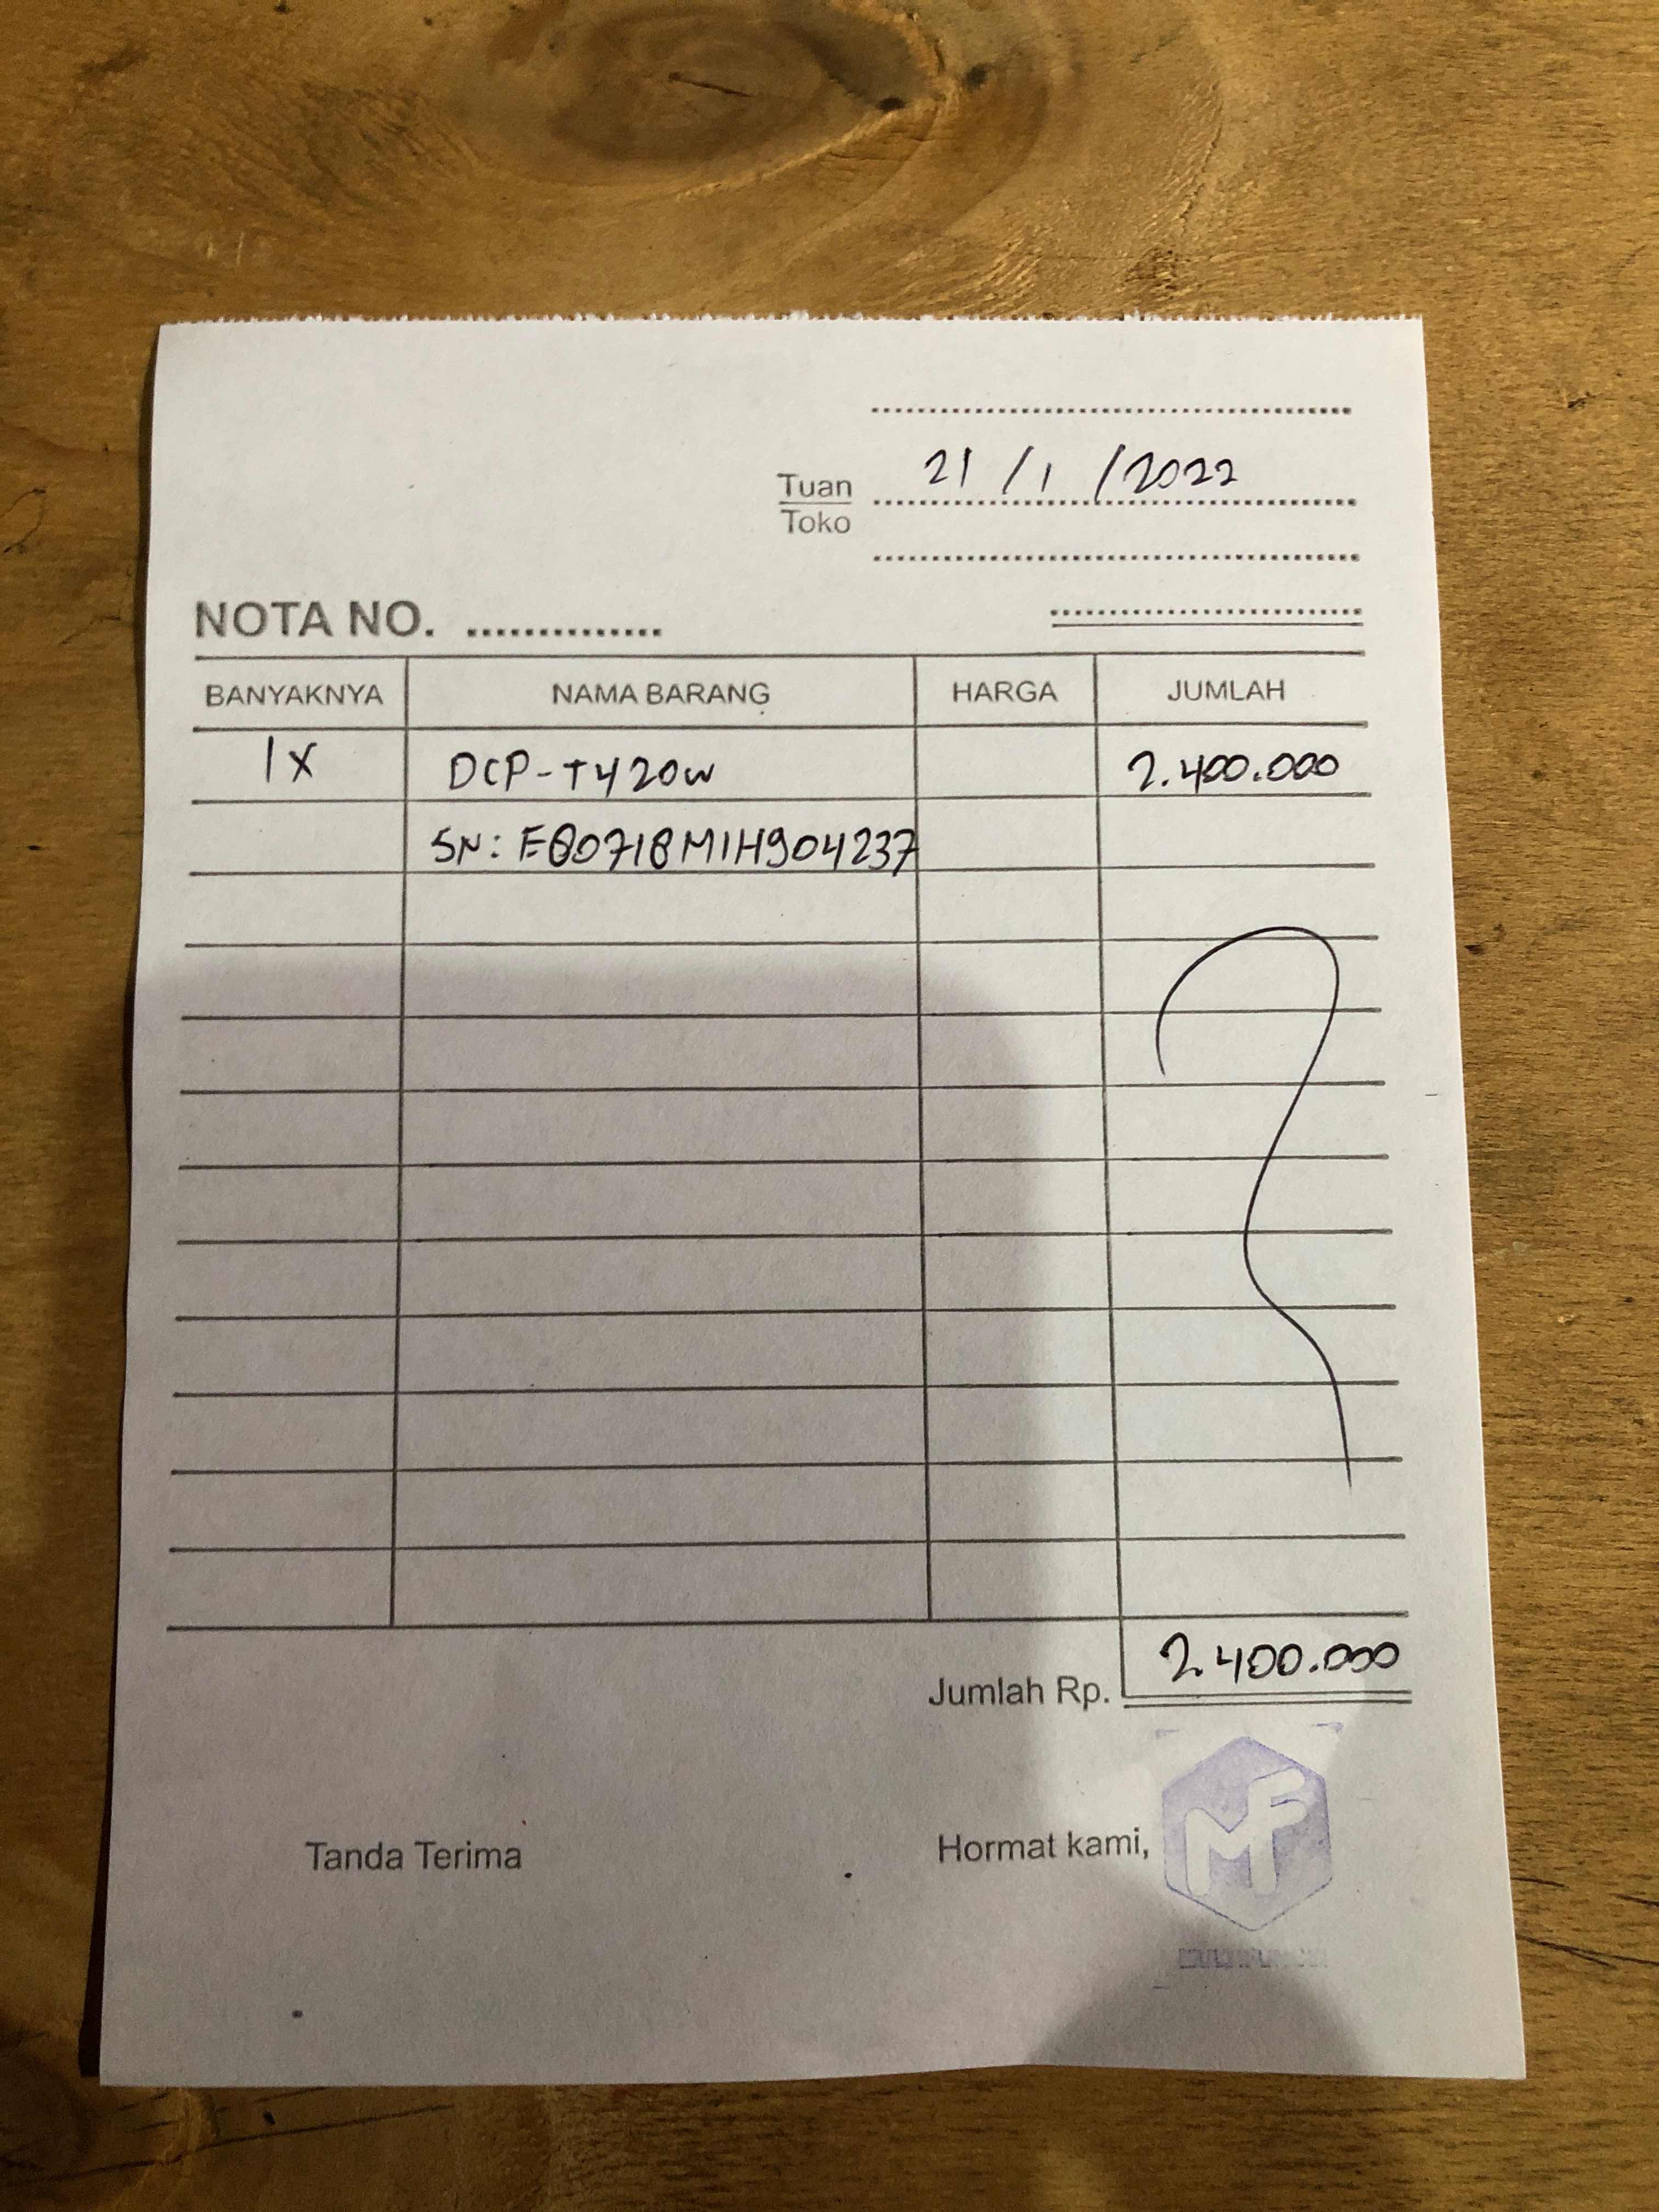 21 / 1 / 2022
Tuan
Toko
NOTA NO. ..............
BANYAKNYA NAMA BARANG HARGA JUMLAH
1x DCP-T420W 2.400.000
SN: E80718M1H904237
Jumlah Rp. 2.400.000
Tanda Terima Hormat kami,
MF